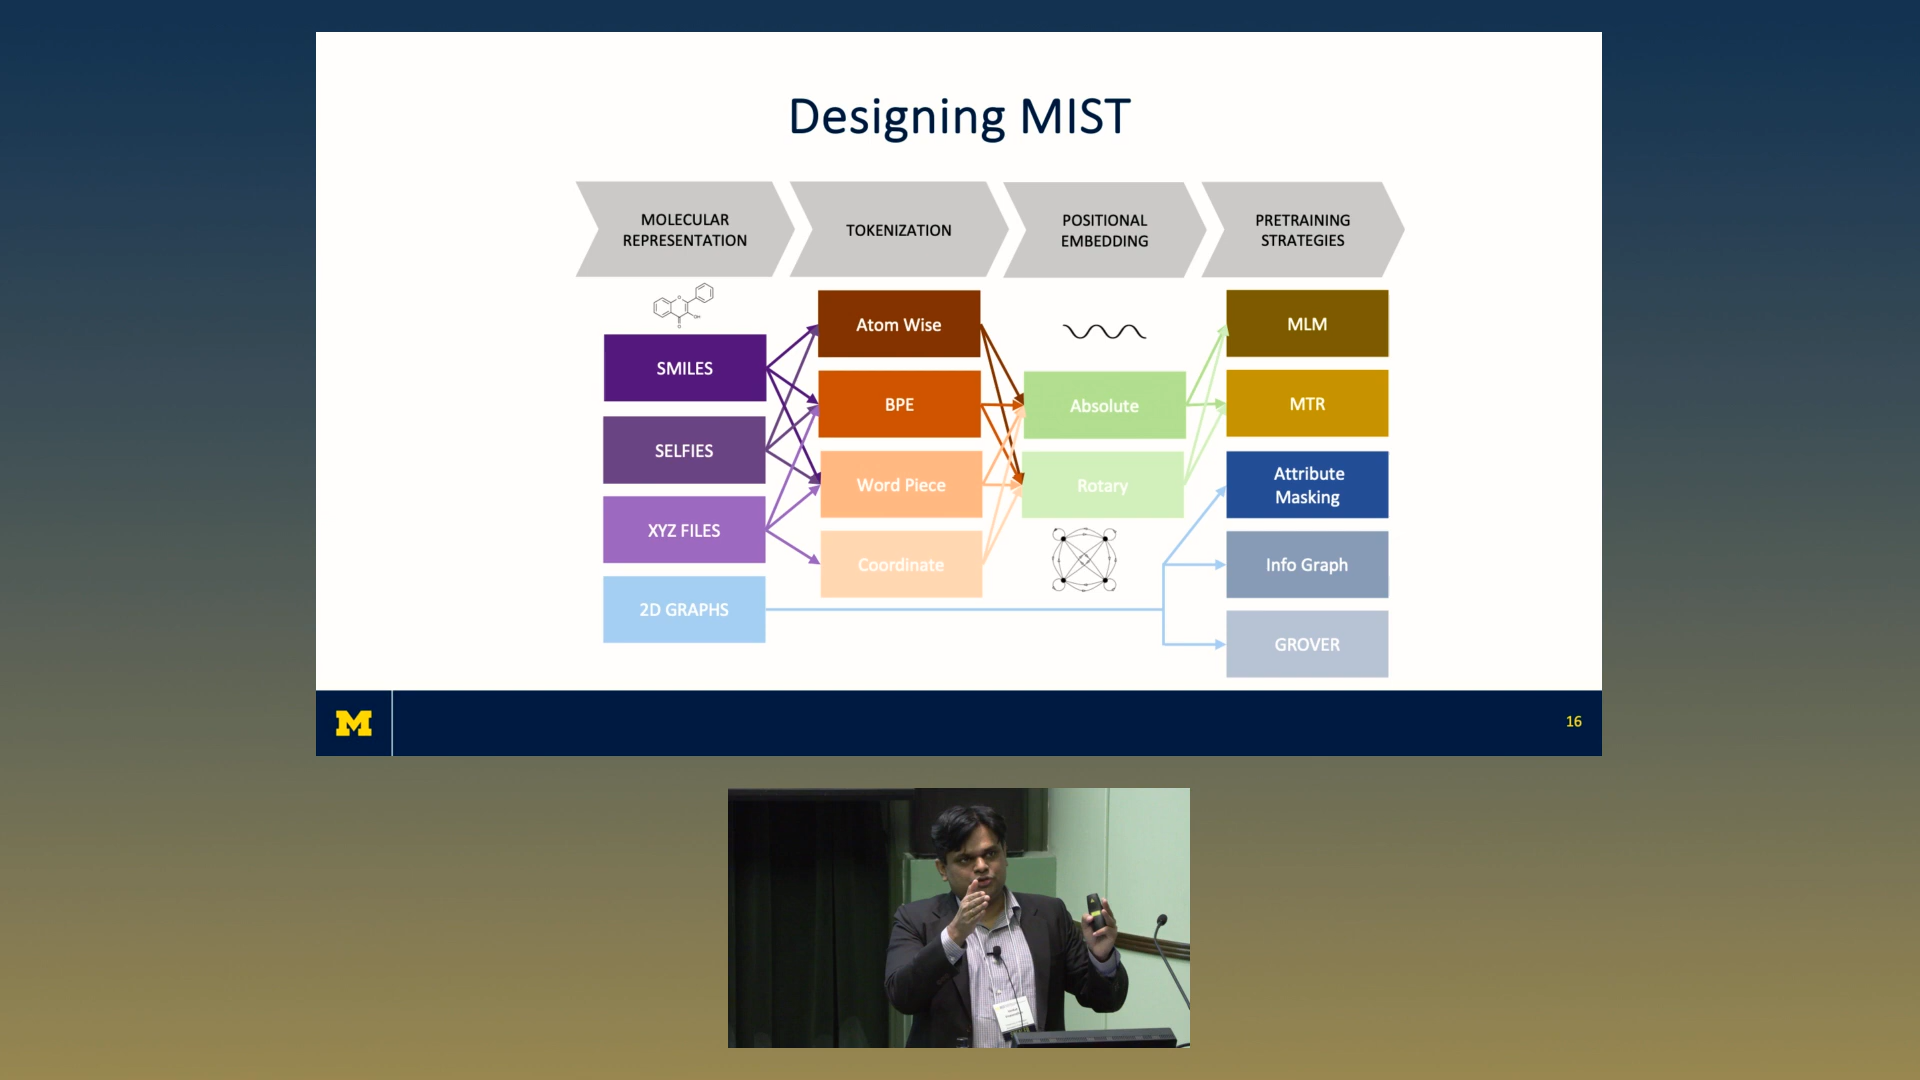 Designing MIST
MOLECULAR
REPRESENTATION
TOKENIZATION
POSITIONAL
EMBEDDING
PRETRAINING
STRATEGIES
SMILES
SELFIES
XYZ FILES
2D GRAPHS
Atom Wise
BPE
Word Piece
Coordinate
Absolute
Rotary
MLM
MTR
Attribute
Masking
Info Graph
GROVER
M
16